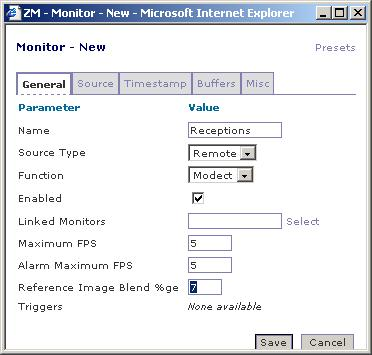 ZM - Monitor - New - Microsoft Internet Explorer
Monitor - New Presets
General Source Timestamp Buffers Misc
Parameter Value
Name Receptions
Source Type Remote
Function Modect
Enabled
Linked Monitors Select
Maximum FPS 5
Alarm Maximum FPS 5
Reference Image Blend %ge 7
Triggers None available
Save Cancel